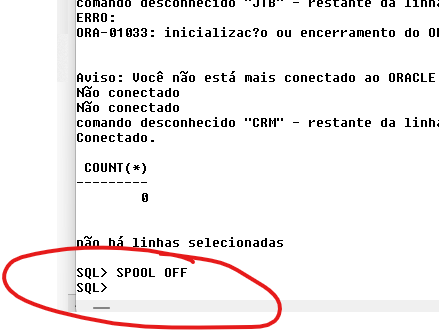 comando desconhecido "JTB" - restante da linha
ERRO:
ORA-01033: inicializac?o ou encerramento do
Aviso: Você não está mais conectado ao ORACLE
Não conectado
Não conectado
comando desconhecido "CRM" - restante da linha
Conectado.
COUNT(*)
---------
0
não há linhas selecionadas
SQL> SPOOL OFF
SQL>